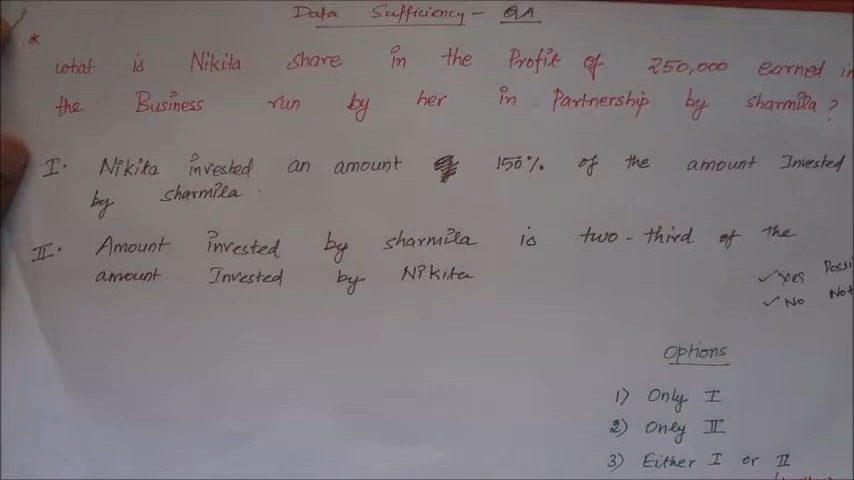 Data Sufficiency - QA
* what is Nikita share in the Profit of 250,000 earned in
the Business run by her in Partnership by sharmila ?
I. Nikita invested an amount 150% of the amount Invested
by sharmila .
II. Amount invested by sharmila is two-third of the
amount Invested by Nikita
✓ Yes
✓ No
Options
1) Only I
2) Only II
3) Either I or II